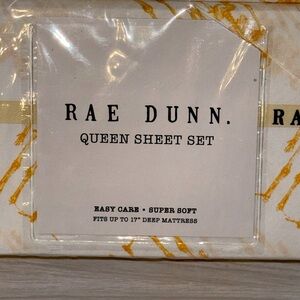 RAE DUNN.
QUEEN SHEET SET
EASY CARE • SUPER SOFT
FITS UP TO 17" DEEP MATTRESS
RA